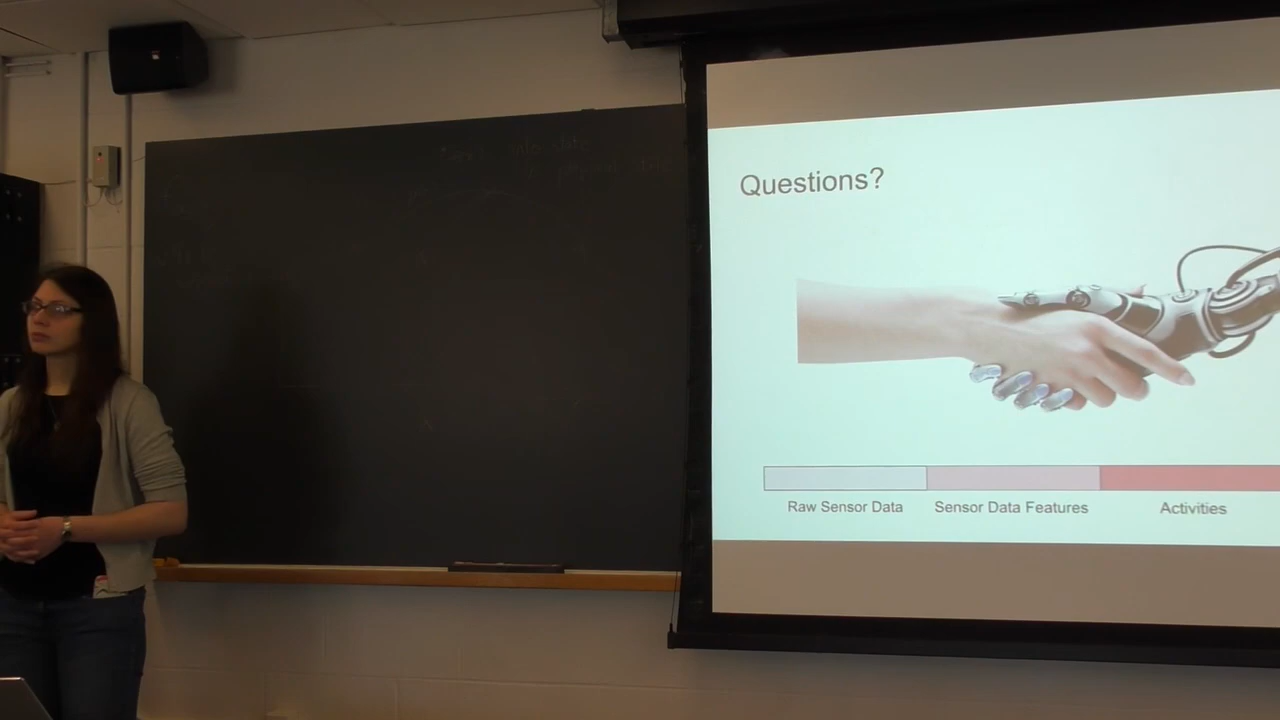 Questions?
Raw Sensor Data
Sensor Data Features
Activities